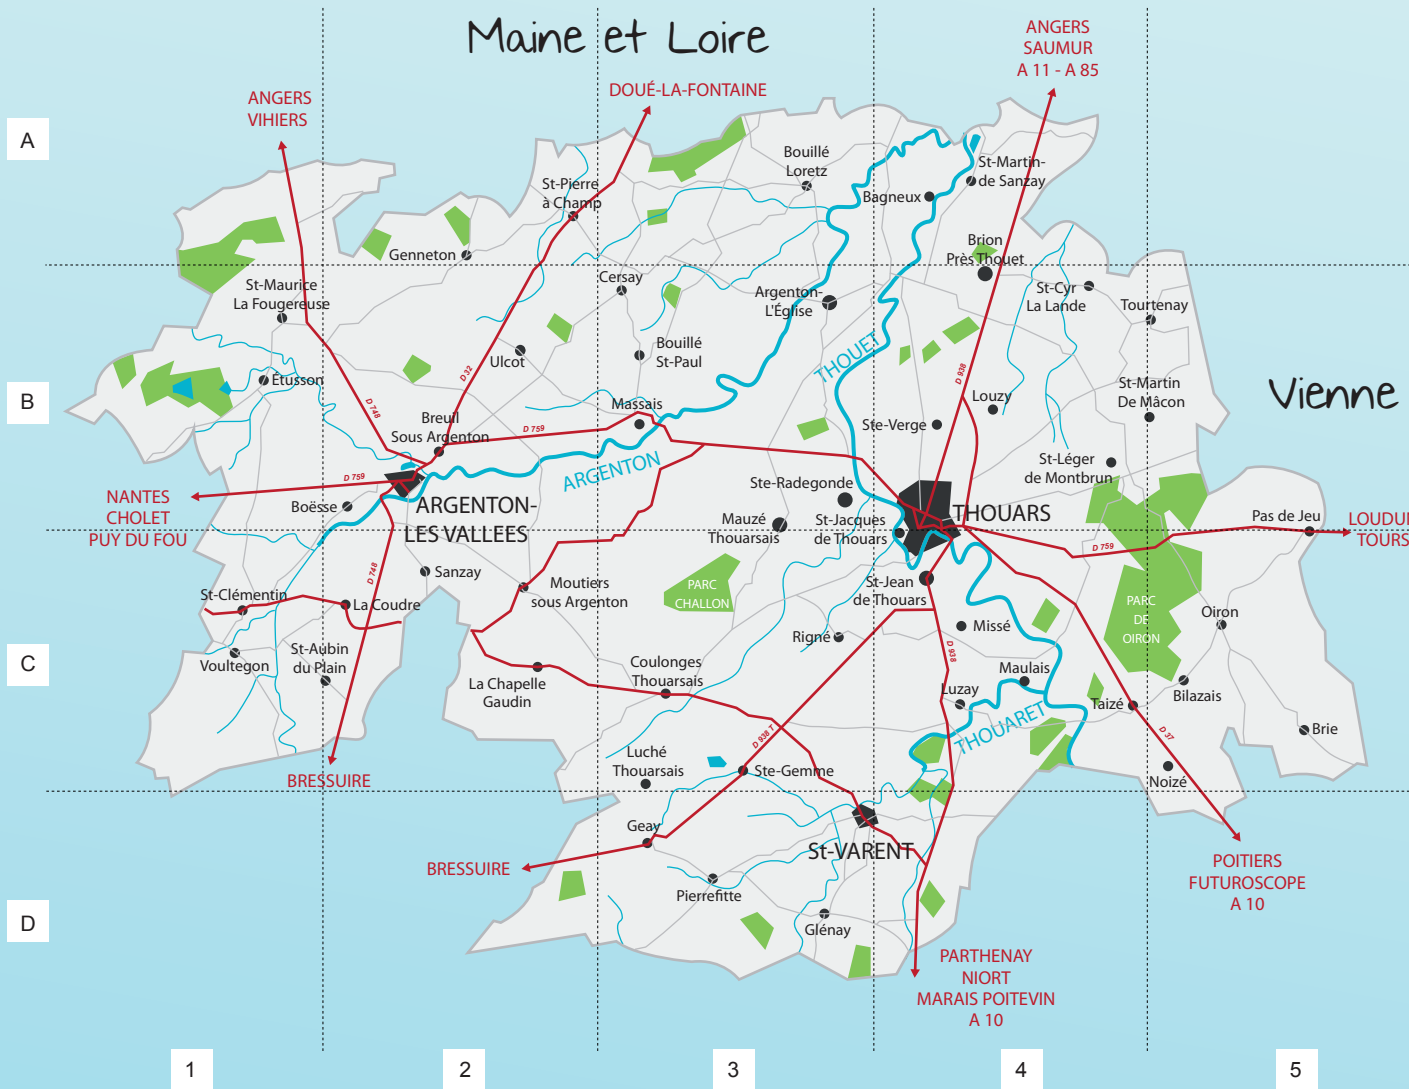 Maine et Loire
ANGERS
SAUMUR
A 11 - A 85
ANGERS
VIHIERS
DOUÉ-LA-FONTAINE
A
Bouillé
Loretz
St-Martin-
de Sanzay
St-Pierre
à Champ
Bagneux
Genneton
Brion
Près Thouet
St-Maurice
La Fougereuse
Cersay
Argenton-
L'Église
St-Cyr
La Lande
Tourtenay
THOUET
Bouillé
St-Paul
Ulcot
D 32
D 938
Étusson
B
St-Martin
De Mâcon
Vienne
D 748
Massais
Louzy
Breuil
Sous Argenton
D 759
Ste-Verge
ARGENTON
St-Léger
de Montbrun
D 759
NANTES
CHOLET
PUY DU FOU
Boësse
ARGENTON-
LES VALLEES
Ste-Radegonde
Mauzé
Thouarsais
St-Jacques
de Thouars
THOUARS
Pas de Jeu
LOUDUN
TOURS
D 759
D 748
Sanzay
Moutiers
sous Argenton
PARC
CHALLON
St-Jean
de Thouars
PARC
DE
OIRON
St-Clémentin
La Coudre
Oiron
Missé
Rigné
C
Voultegon
St-Aubin
du Plain
D 938
Coulonges
Thouarsais
La Chapelle
Gaudin
Maulais
Luzay
Taizé
Bilazais
THOUARET
D 938 T
D 37
Brie
Luché
Thouarsais
Ste-Gemme
BRESSUIRE
Noizé
Geay
St-VARENT
BRESSUIRE
POITIERS
FUTUROSCOPE
A 10
Pierrefitte
D
Glénay
PARTHENAY
NIORT
MARAIS POITEVIN
A 10
1
2
3
4
5